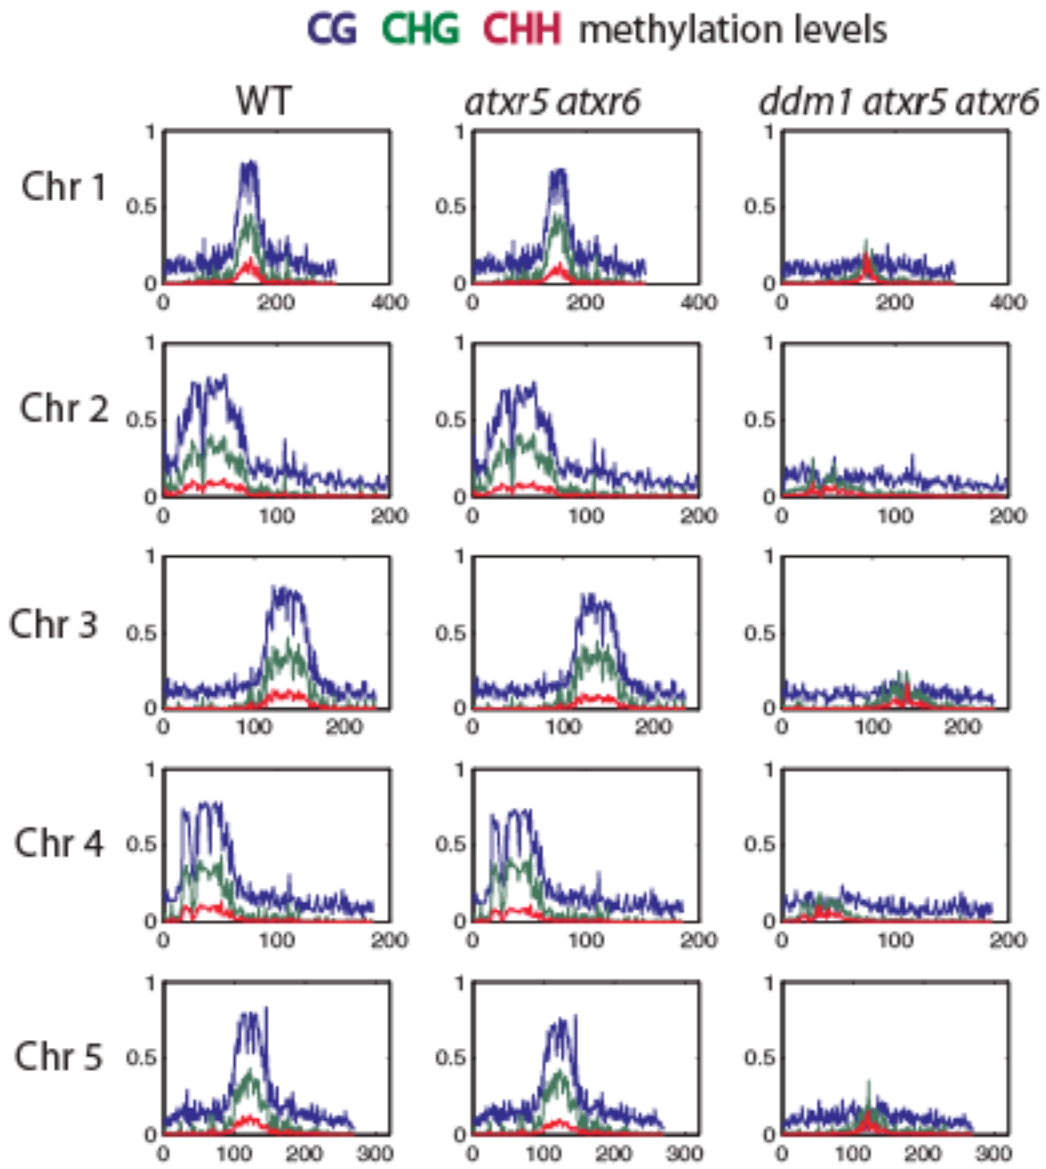 CG CHG CHH methylation levels
WT atxr5 atxr6 ddm1 atxr5 atxr6
Chr 1
1 0.5 0 0 200 400
1 0.5 0 0 200 400
1 0.5 0 0 200 400
Chr 2
1 0.5 0 0 100 200
1 0.5 0 0 100 200
1 0.5 0 0 100 200
Chr 3
1 0.5 0 0 100 200
1 0.5 0 0 100 200
1 0.5 0 0 100 200
Chr 4
1 0.5 0 0 100 200
1 0.5 0 0 100 200
1 0.5 0 0 100 200
Chr 5
1 0.5 0 0 100 200 300
1 0.5 0 0 100 200 300
1 0.5 0 0 100 200 300